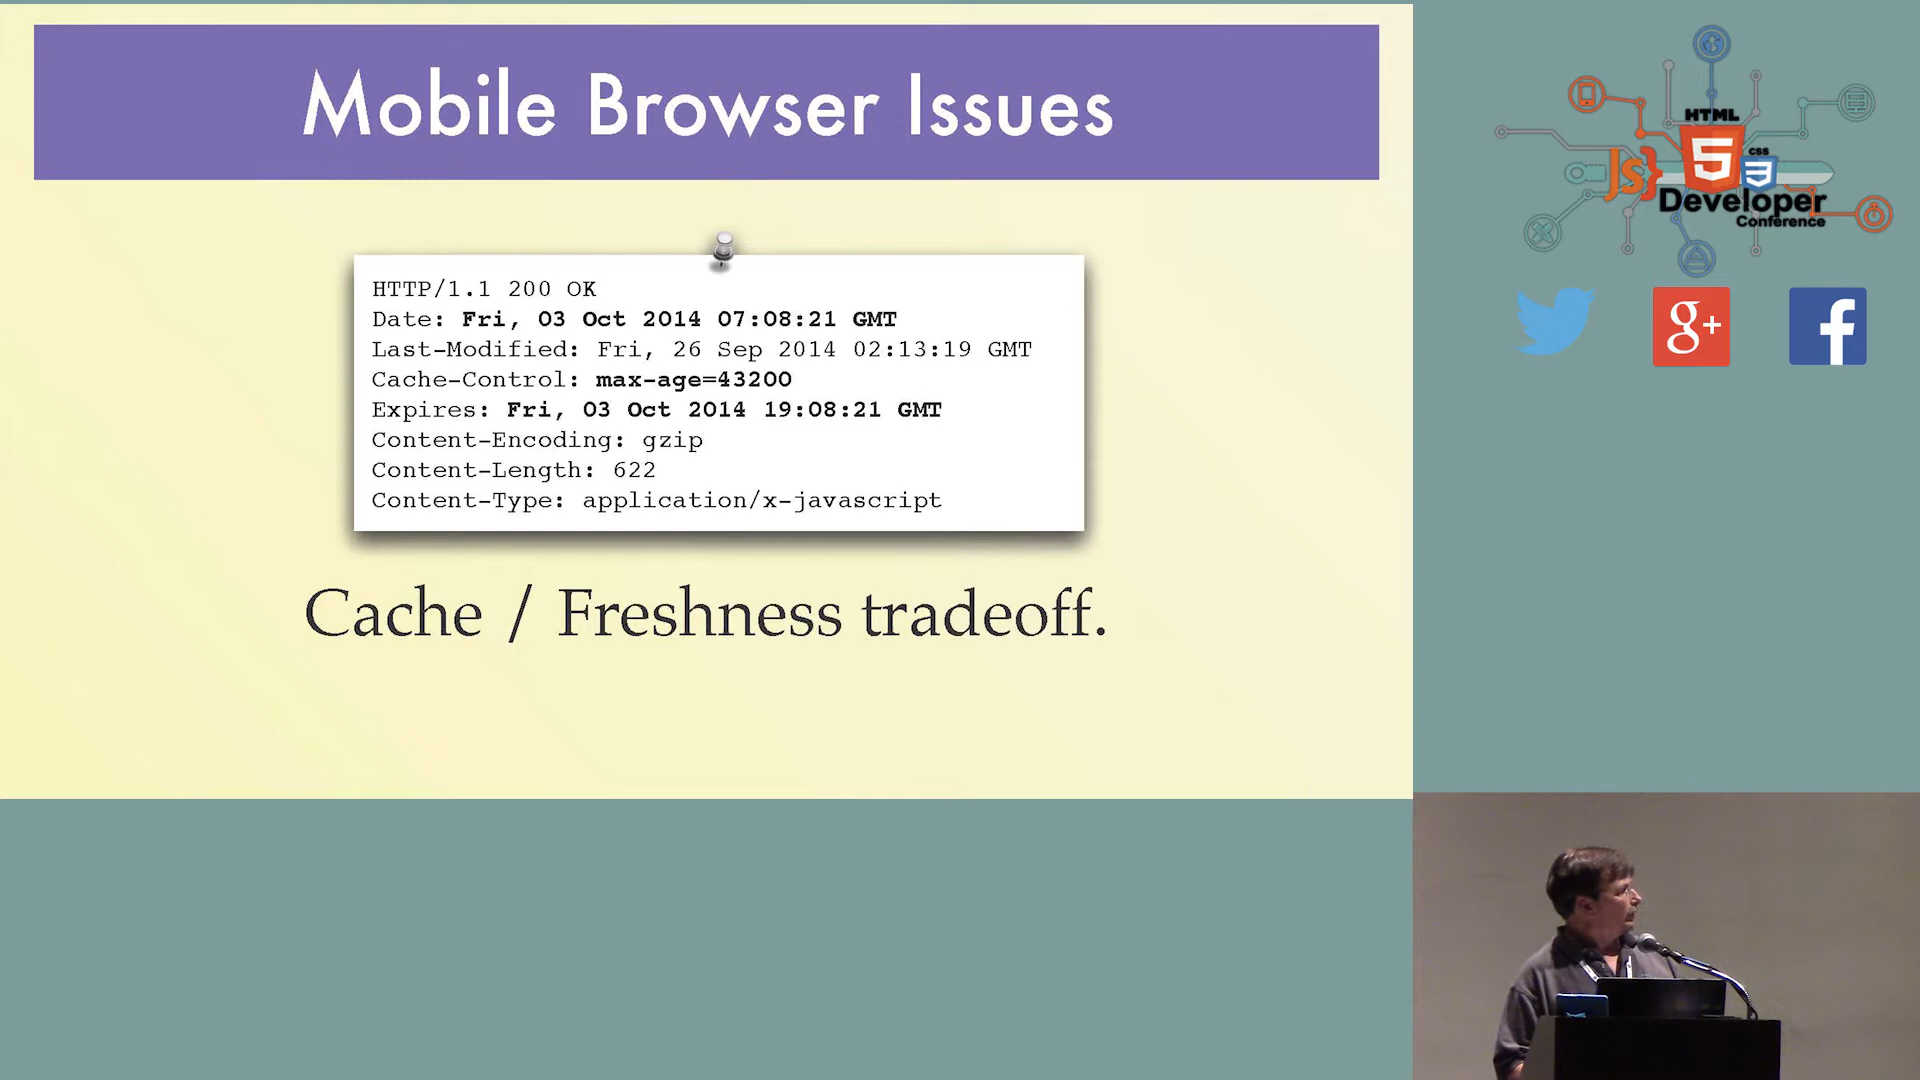 Mobile Browser Issues
HTTP/1.1 200 OK
Date: Fri, 03 Oct 2014 07:08:21 GMT
Last-Modified: Fri, 26 Sep 2014 02:13:19 GMT
Cache-Control: max-age=43200
Expires: Fri, 03 Oct 2014 19:08:21 GMT
Content-Encoding: gzip
Content-Length: 622
Content-Type: application/x-javascript
Cache / Freshness tradeoff.
HTML
5
JS}
CSS
3
Developer
Conference
g+
f